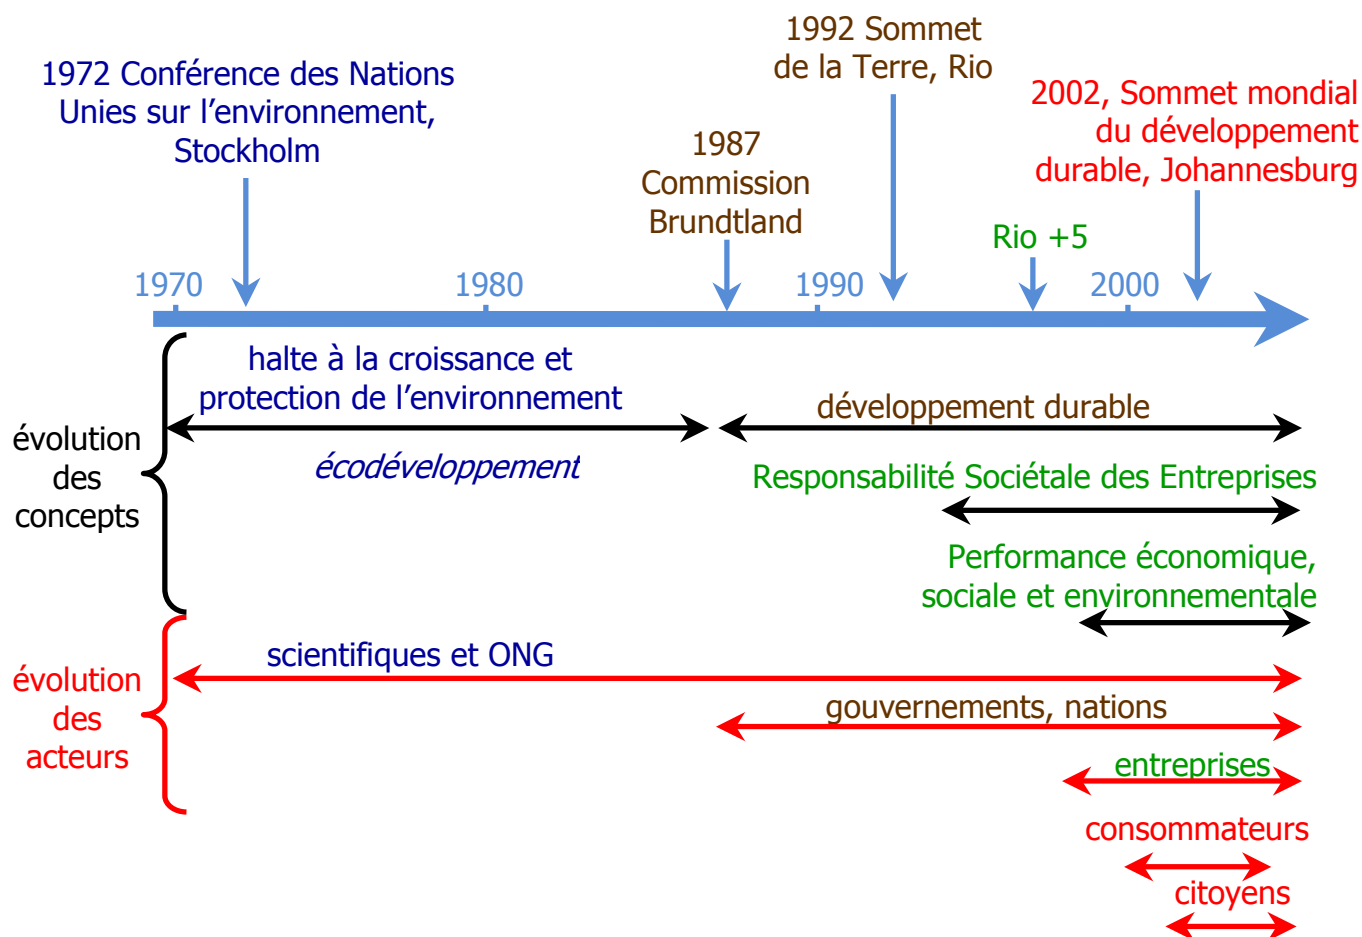 1992 Sommet
de la Terre, Rio
1972 Conférence des Nations
Unies sur l’environnement,
Stockholm
2002, Sommet mondial
du développement
durable, Johannesburg
1987
Commission
Brundtland
Rio +5
1970
1980
1990
2000
halte à la croissance et
protection de l’environnement
développement durable
évolution
des
concepts
écodéveloppement
Responsabilité Sociétale des Entreprises
Performance économique,
sociale et environnementale
scientifiques et ONG
évolution
des
acteurs
gouvernements, nations
entreprises
consommateurs
citoyens